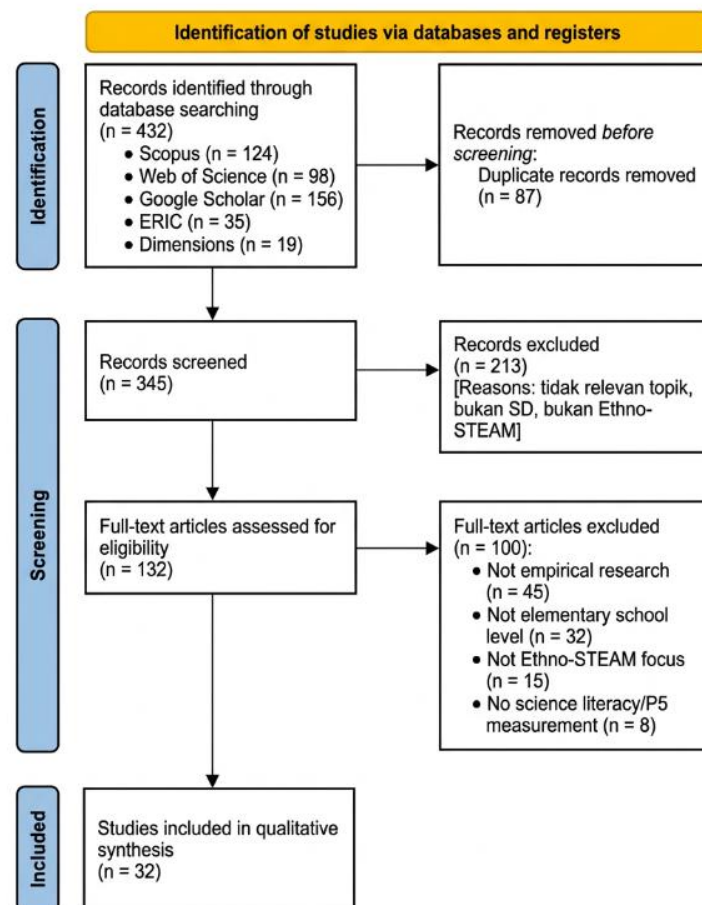 Identification of studies via databases and registers
Identification
Records identified through
database searching
(n = 432)
• Scopus (n = 124)
• Web of Science (n = 98)
• Google Scholar (n = 156)
• ERIC (n = 35)
• Dimensions (n = 19)
Records removed before
screening:
Duplicate records removed
(n = 87)
Screening
Records screened
(n = 345)
Records excluded
(n = 213)
[Reasons: tidak relevan topik,
bukan SD, bukan Ethno-
STEAM]
Full-text articles assessed for
eligibility
(n = 132)
Full-text articles excluded
(n = 100):
• Not empirical research
(n = 45)
• Not elementary school
level (n = 32)
• Not Ethno-STEAM focus
(n = 15)
• No science literacy/P5
measurement (n = 8)
Included
Studies included in qualitative
synthesis
(n = 32)